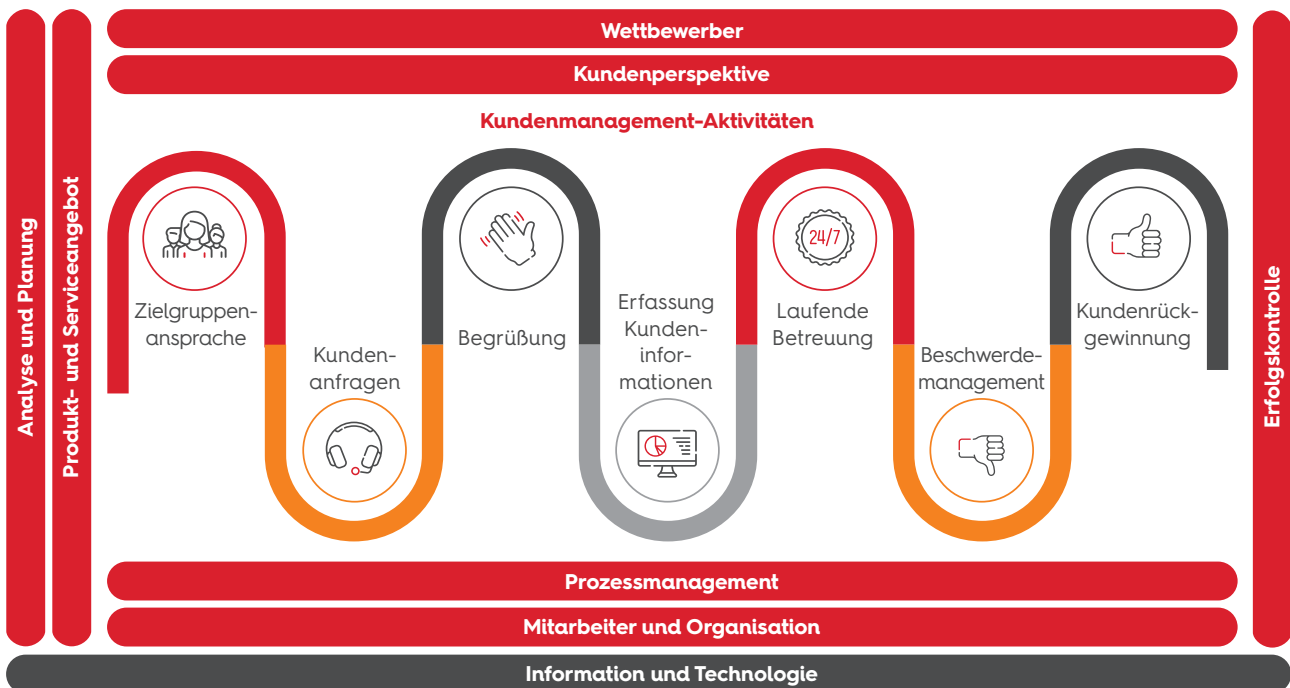 Analyse und Planung
Produkt- und Serviceangebot
Wettbewerber
Kundenperspektive
Kundenmanagement-Aktivitäten
Zielgruppen-
ansprache
Kunden-
anfragen
Begrüßung
Erfassung
Kunden-
infor-
mationen
24/7
Laufende
Betreuung
Beschwerde-
management
Kundenrück-
gewinnung
Erfolgskontrolle
Prozessmanagement
Mitarbeiter und Organisation
Information und Technologie